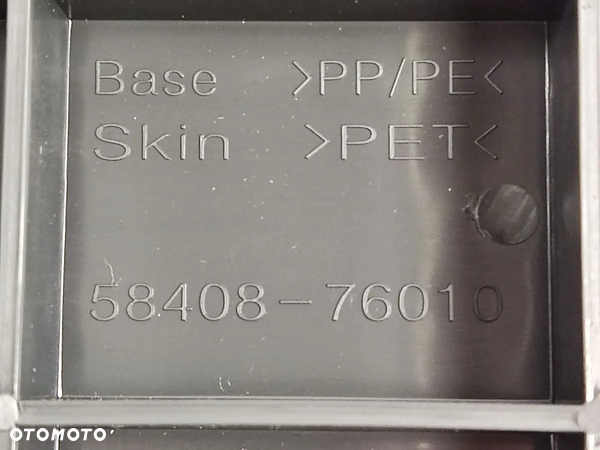 Base >PP/PE<
Skin >PET<
58408-76010
OTOMOTO